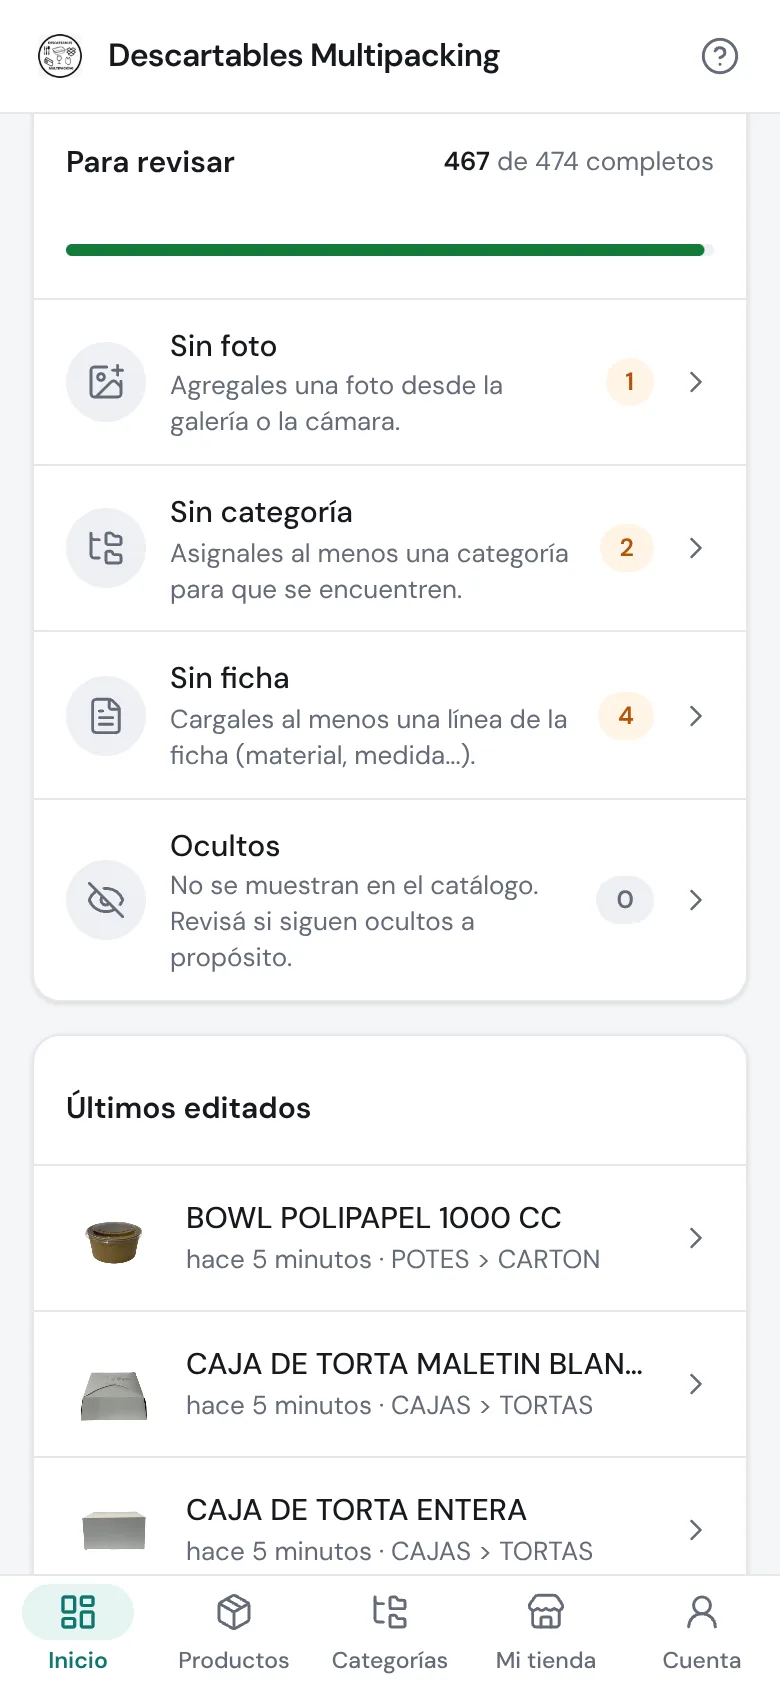 Descartables Multipacking
Para revisar
467 de 474 completos
Sin foto
Agregales una foto desde la
galería o la cámara.
1
Sin categoría
Asignales al menos una categoría
para que se encuentren.
2
Sin ficha
Cargales al menos una línea de la
ficha (material, medida...).
4
Ocultos
No se muestran en el catálogo.
Revisá si siguen ocultos a
propósito.
0
Últimos editados
BOWL POLIPAPEL 1000 CC
hace 5 minutos · POTES > CARTON
CAJA DE TORTA MALETIN BLAN...
hace 5 minutos · CAJAS > TORTAS
CAJA DE TORTA ENTERA
hace 5 minutos · CAJAS > TORTAS
Inicio
Productos
Categorías
Mi tienda
Cuenta